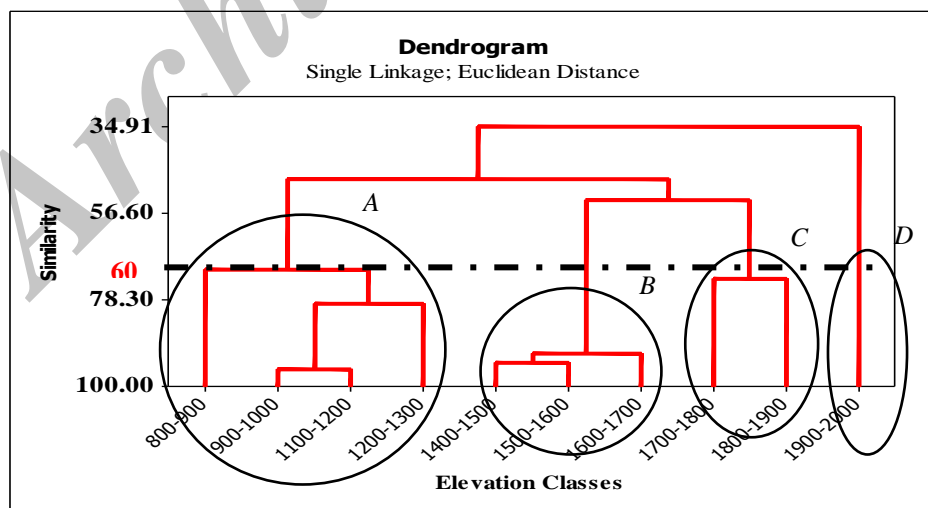 Archi
Dendrogram
Single Linkage; Euclidean Distance
Similarity
34.91
56.60
60
78.30
100.00
A
B
C
D
800-900
900-1000
1100-1200
1200-1300
1400-1500
1500-1600
1600-1700
1700-1800
1800-1900
1900-2000
Elevation Classes